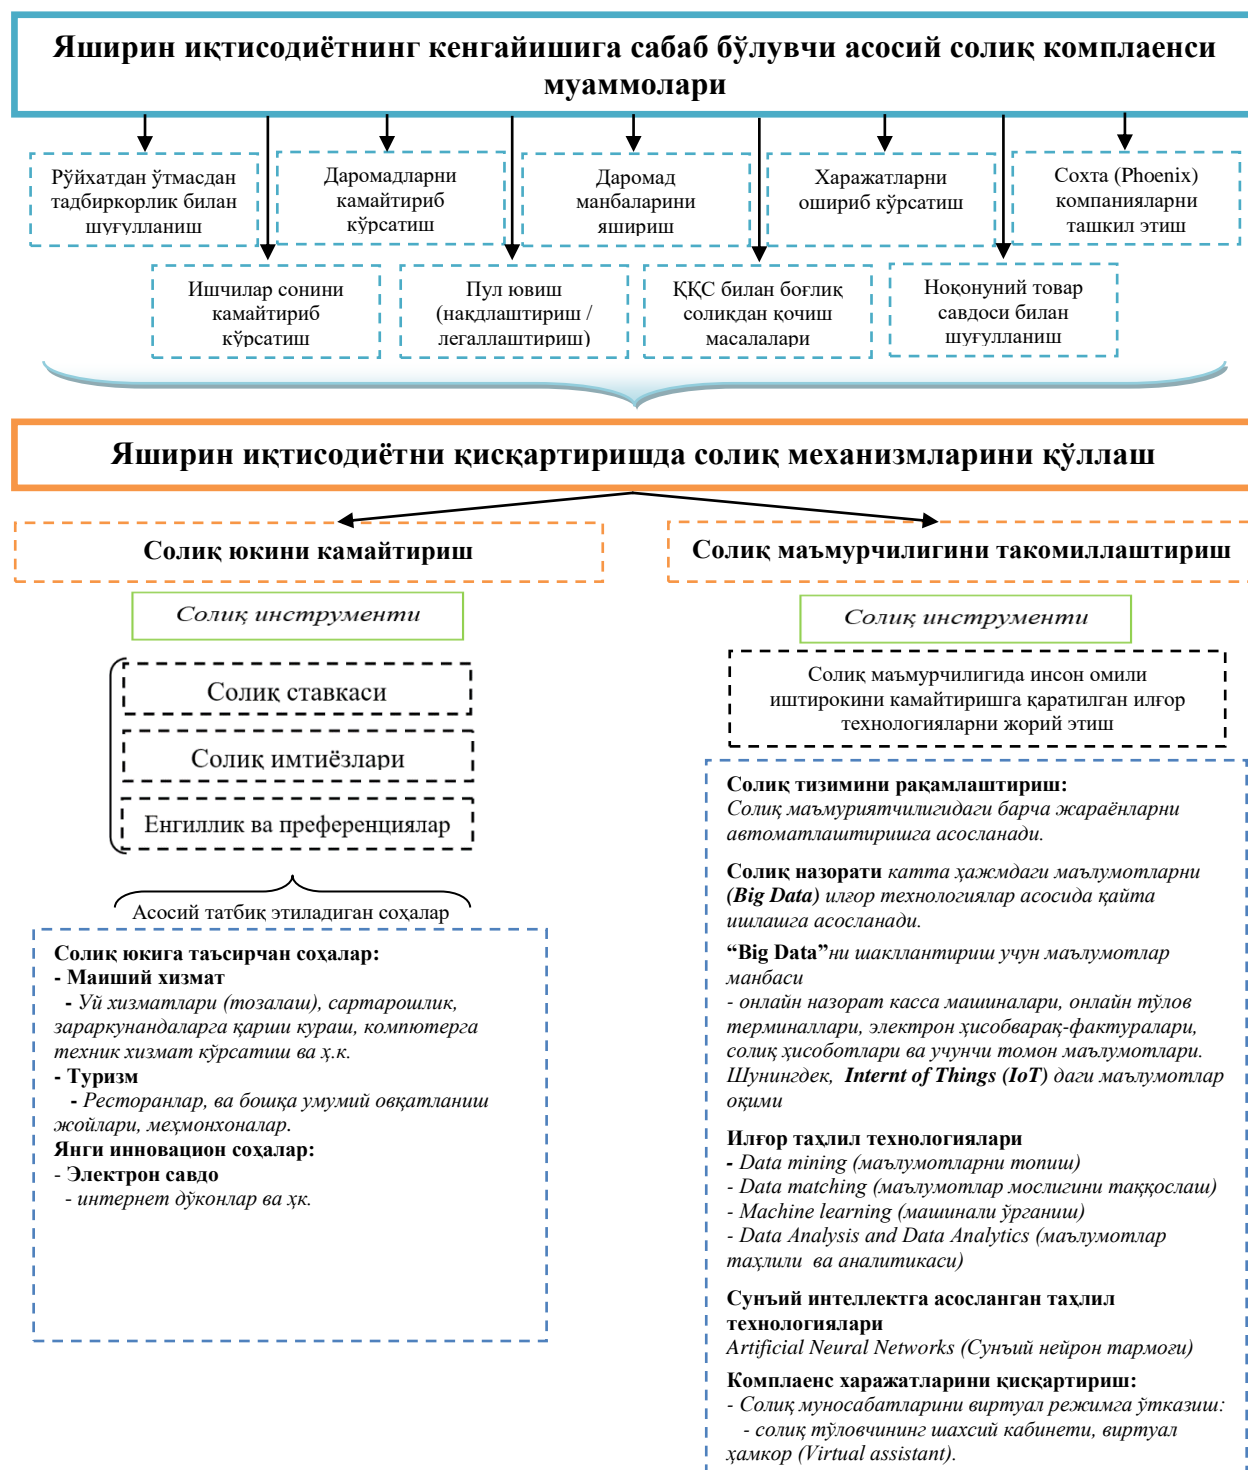 Яширин иқтисодиётнинг кенгайишига сабаб бўлувчи асосий солиқ комплаенси
муаммолари
Рўйхатдан ўтмасдан
тадбиркорлик билан
шуғулланиш
Даромадларни
камайтириб
кўрсатиш
Даромад
манбаларини
яшириш
Харажатларни
ошириб кўрсатиш
Сохта (Phoenix)
компанияларни
ташкил этиш
Ишчилар сонини
камайтириб
кўрсатиш
Пул ювиш
(нақдлаштириш /
легаллаштириш)
ҚҚС билан боғлиқ
солиқдан қочиш
масалалари
Ноқонуний товар
савдоси билан
шуғулланиш
Яширин иқтисодиётни қисқартиришда солиқ механизмларини қўллаш
Солиқ юкини камайтириш
Солиқ инструменти
Солиқ ставкаси
Солиқ имтиёзлари
Енгиллик ва преференциялар
Асосий татбиқ этиладиган соҳалар
Солиқ юкига таъсирчан соҳалар:
- Маиший хизмат
- Уй хизматлари (тозалаш), сартарошлик,
зараркунандаларга қарши кураш, компютерга
техник хизмат кўрсатиш ва ҳ.к.
- Туризм
- Ресторанлар, ва бошқа умумий овқатланиш
жойлари, меҳмонхоналар.
Янги инновацион соҳалар:
- Электрон савдо
- интернет дўконлар ва ҳк.
Солиқ маъмурчилигини такомиллаштириш
Солиқ инструменти
Солиқ маъмурчилигида инсон омили
иштирокини камайтиришга қаратилган илғор
технологияларни жорий этиш
Солиқ тизимини рақамлаштириш:
Солиқ маъмуриятчилигидаги барча жараёнларни
автоматлаштиришга асосланади.
Солиқ назорати катта ҳажмдаги маълумотларни
(Big Data) илғор технологиялар асосида қайта
ишлашга асосланади.
“Big Data”ни шакллантириш учун маълумотлар
манбаси
- онлайн назорат касса машиналари, онлайн тўлов
терминаллари, электрон ҳисобварақ-фактуралари,
солиқ ҳисоботлари ва учунчи томон маълумотлари.
Шунингдек, Internt of Things (IoT) даги маълумотлар
оқими
Илғор таҳлил технологиялари
- Data mining (маълумотларни топиш)
- Data matching (маълумотлар мослигини таққослаш)
- Machine learning (машинали ўрганиш)
- Data Analysis and Data Analytics (маълумотлар
таҳлили ва аналитикаси)
Сунъий интеллектга асосланган таҳлил
технологиялари
Artificial Neural Networks (Сунъий нейрон тармоғи)
Комплаенс харажатларини қисқартириш:
- Солиқ муносабатларини виртуал режимга ўтказиш:
- солиқ тўловчининг шахсий кабинети, виртуал
ҳамкор (Virtual assistant).